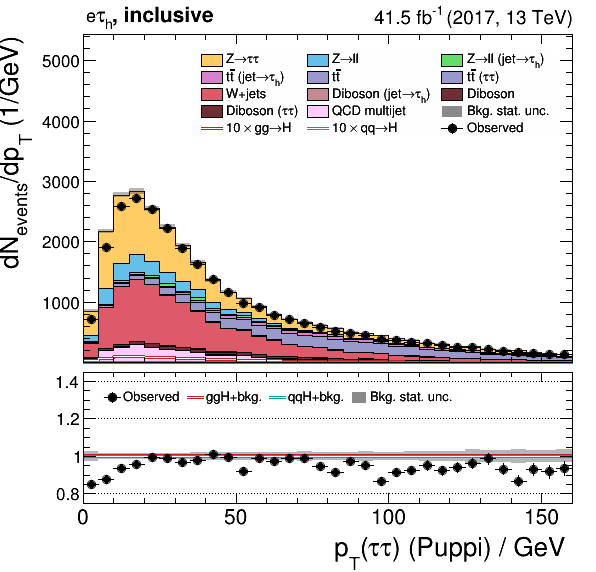 eτh, inclusive 41.5 fb-1 (2017, 13 TeV)
dNevents/dpT (1/GeV)
5000
4000
3000
2000
1000
Z→ττ Z→ll Z→ll (jet→τh)
tt̄ (jet→τh) tt̄ tt̄ (ττ)
W+jets Diboson (jet→τh) Diboson
Diboson (ττ) QCD multijet Bkg. stat. unc.
10 × gg→H 10 × qq→H Observed
1.4
1.2
1
0.8
Observed ggH+bkg. qqH+bkg. Bkg. stat. unc.
0 50 100 150
pT(ττ) (Puppi) / GeV